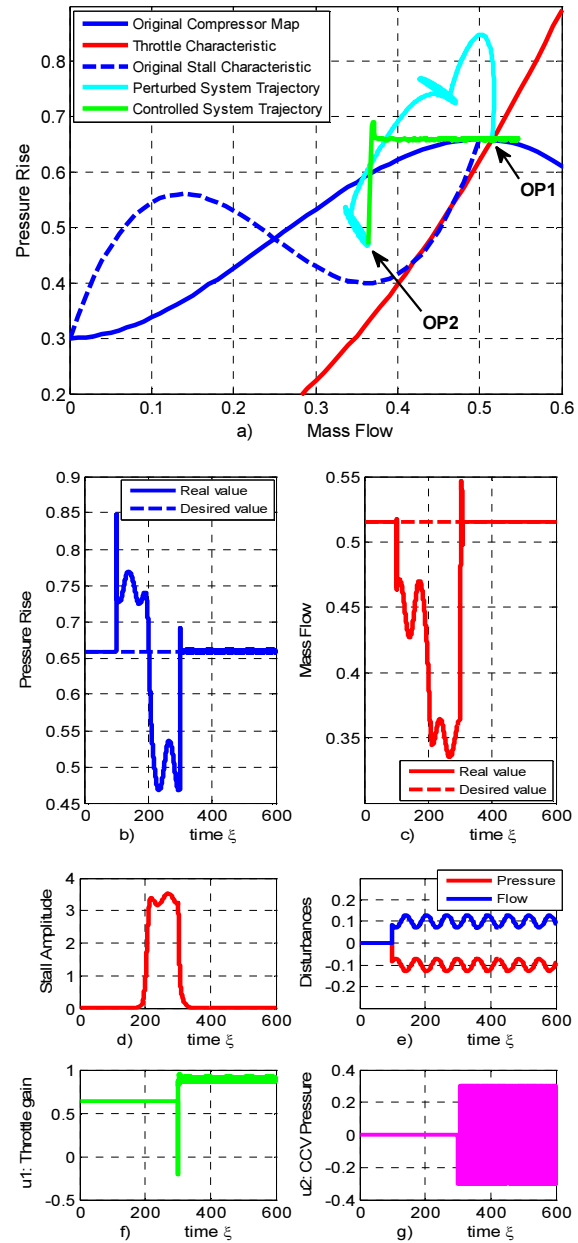 Original Compressor Map
Throttle Characteristic
Original Stall Characteristic
Perturbed System Trajectory
Controlled System Trajectory
0.8
0.7
0.6
0.5
0.4
0.3
0.2
Pressure Rise
OP1
OP2
0 0.1 0.2 0.3 0.4 0.5 0.6
a) Mass Flow
0.9
0.85
0.8
0.75
0.7
0.65
0.6
0.55
0.5
0.45
Pressure Rise
Real value
Desired value
0 200 400 600
b) time ξ
0.55
0.5
0.45
0.4
0.35
Mass Flow
Real value
Desired value
0 200 400 600
c) time ξ
4
3
2
1
0
Stall Amplitude
0 200 400 600
d) time ξ
Pressure
Flow
0.2
0.1
0
-0.1
-0.2
Disturbances
0 200 400 600
e) time ξ
1
0.5
0
-0.5
u1: Throttle gain
0 200 400 600
f) time ξ
0.4
0.2
0
-0.2
-0.4
u2: CCV Pressure
0 200 400 600
g) time ξ